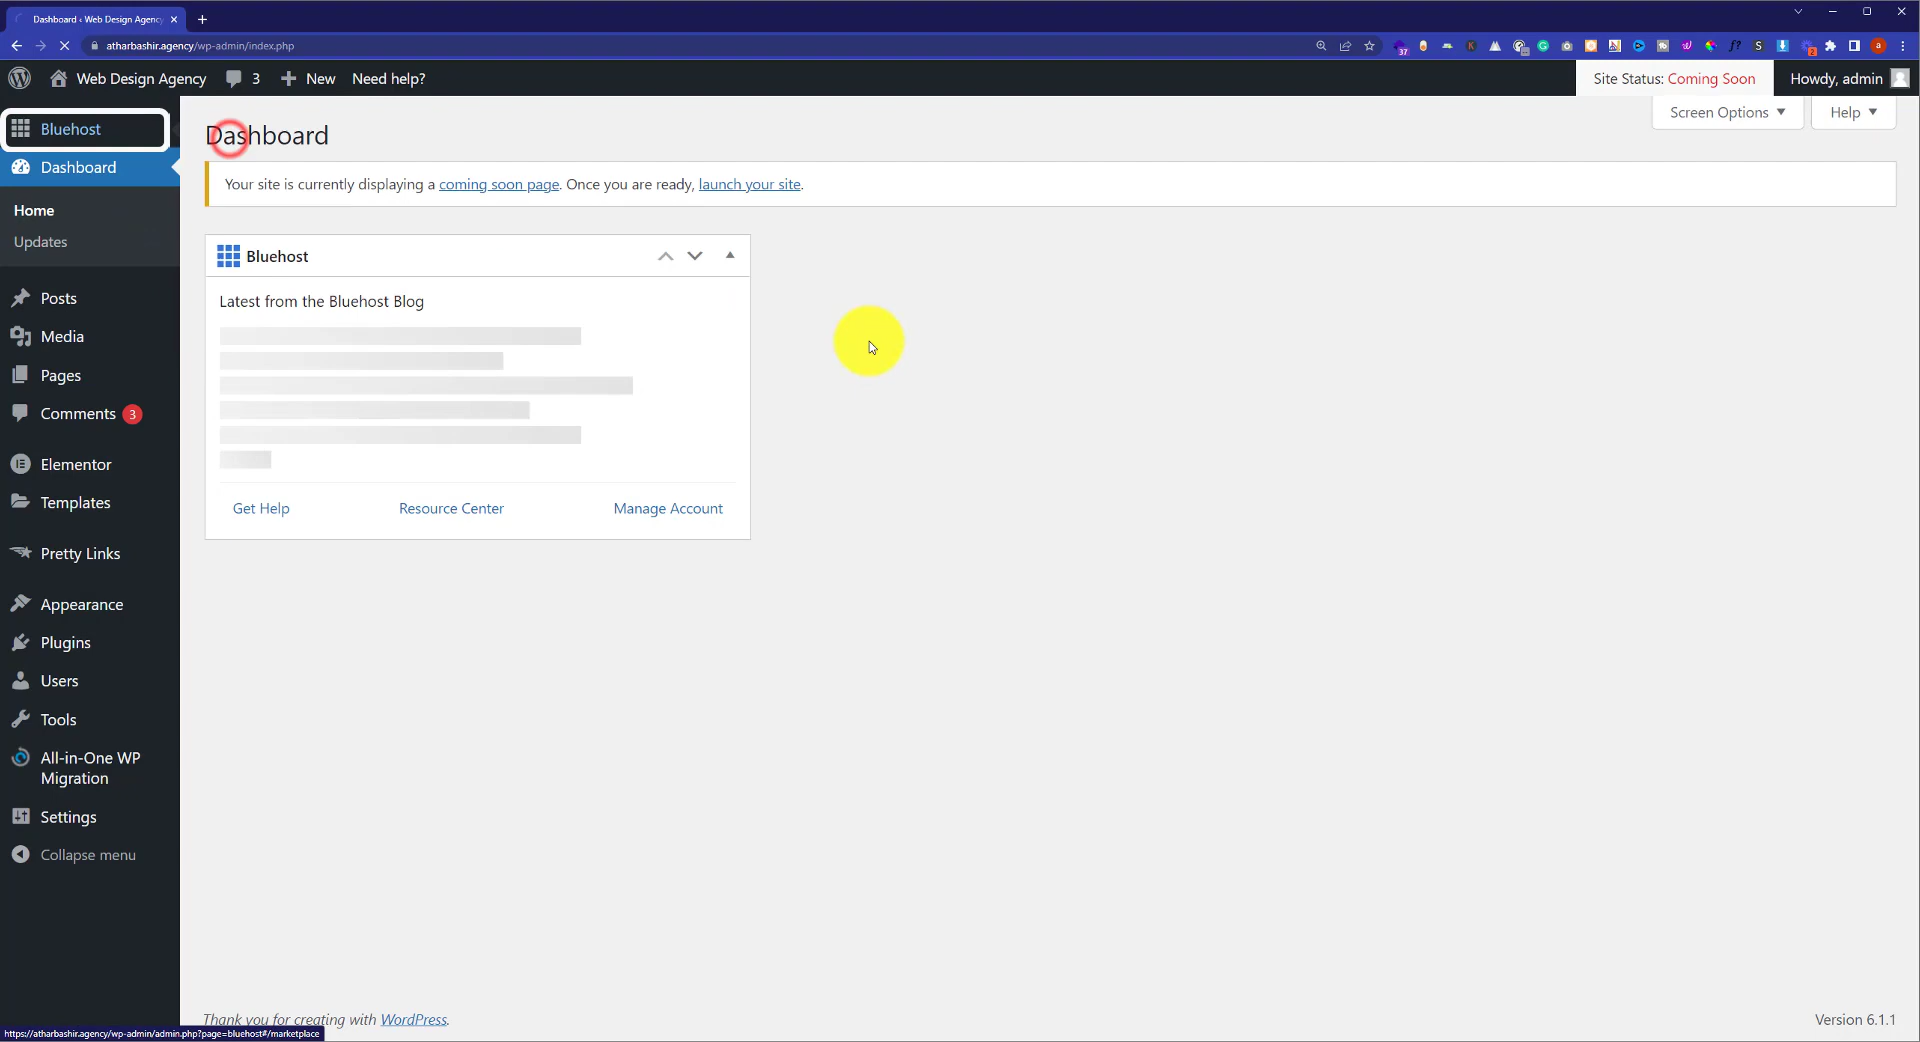 Dashboard ‹ Web Design Agency
atharbashir.agency/wp-admin/index.php
37
2
a
Web Design Agency 3 New Need help?
Site Status: Coming Soon Howdy, admin
Bluehost
Dashboard
Home
Updates
Posts
Media
Pages
Comments 3
Elementor
Templates
Pretty Links
Appearance
Plugins
Users
Tools
All-in-One WP
Migration
Settings
Collapse menu
Screen Options Help
Dashboard
Your site is currently displaying a coming soon page. Once you are ready, launch your site.
Bluehost
Latest from the Bluehost Blog
Get Help Resource Center Manage Account
Thank you for creating with WordPress.
Version 6.1.1
https://atharbashir.agency/wp-admin/admin.php?page=bluehost#/marketplace